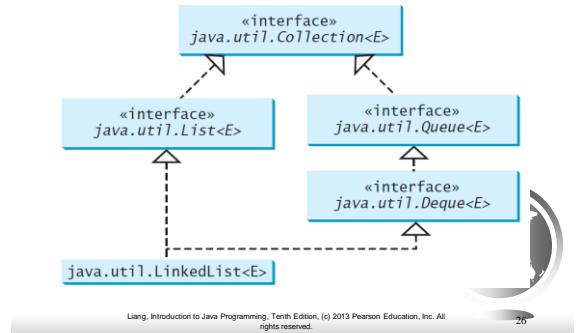 «interface»
java.util.Collection<E>
«interface»
java.util.List<E>
«interface»
java.util.Queue<E>
«interface»
java.util.Deque<E>
java.util.LinkedList<E>
Liang, Introduction to Java Programming, Tenth Edition, (c) 2013 Pearson Education, Inc. All
rights reserved.
26